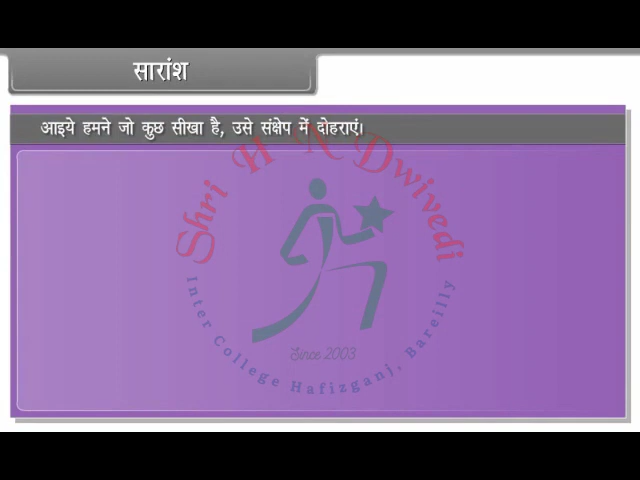 सारांश
आइये हमने जो कुछ सीखा है, उसे संक्षेप में दोहराएं।
Shri H N Dwivedi
Inter College Hafizganj, Bareilly
Since 2003